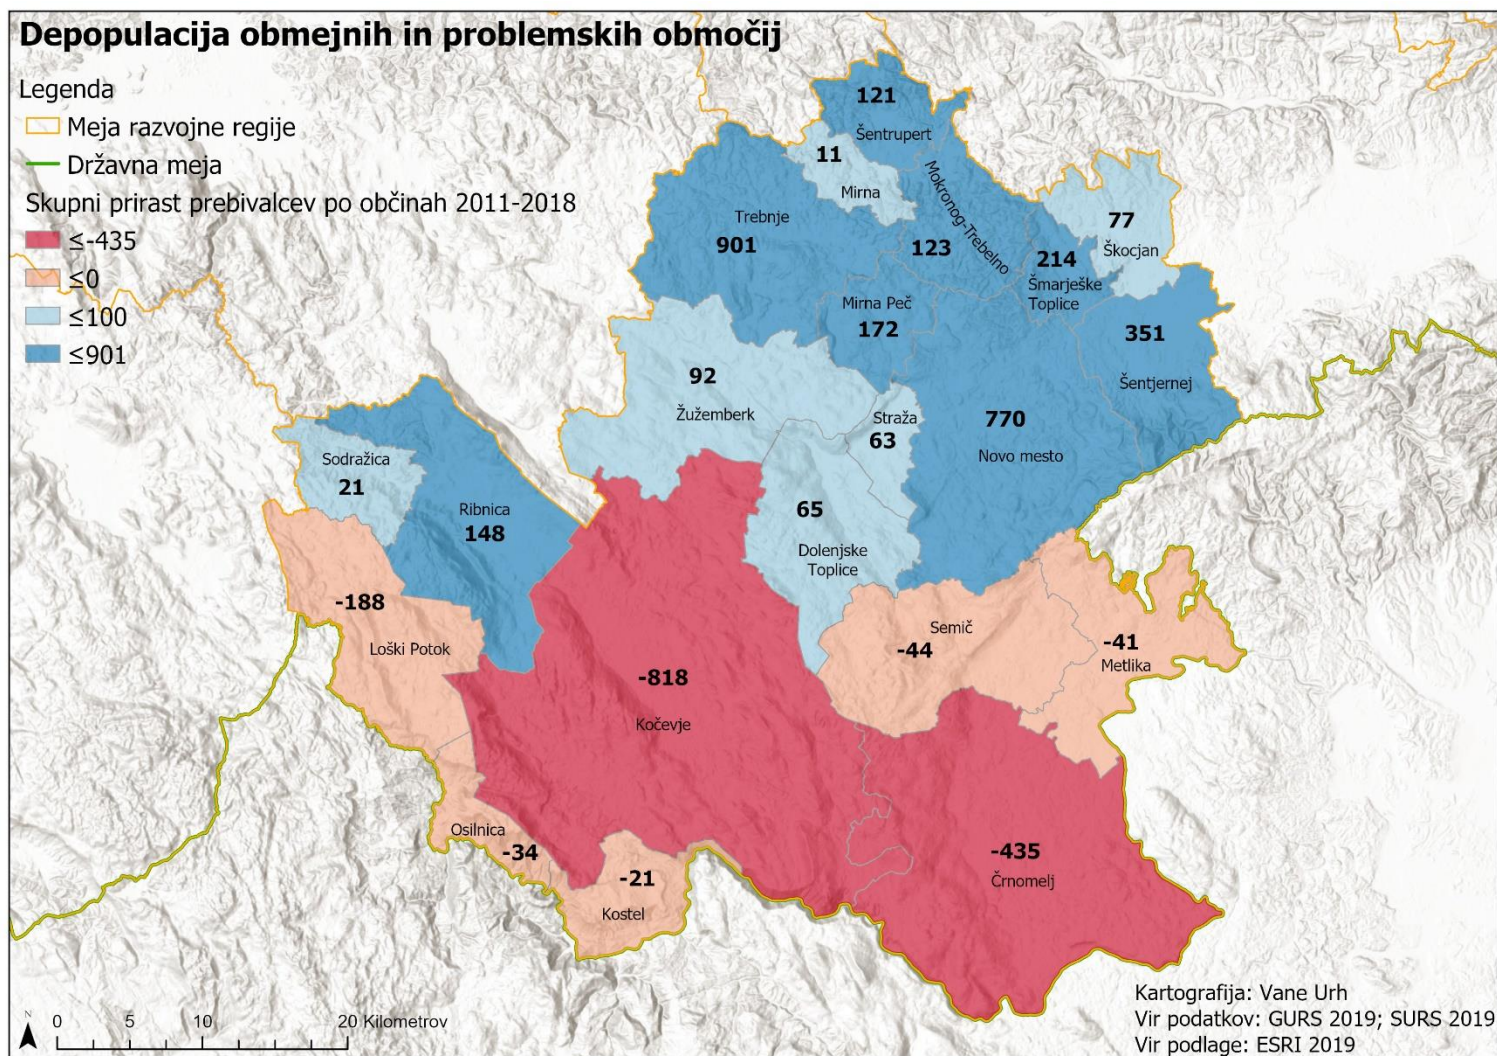 Depopulacija obmejnih in problemskih območij
Legenda
Meja razvojne regije
Državna meja
Skupni prirast prebivalcev po občinah 2011-2018
≤-435
≤0
≤100
≤901
121
Šentrupert
11
Mirna
Mokronog-Trebelno
123
Trebnje
901
77
Škocjan
214
Šmarješke
Toplice
Mirna Peč
172
351
Šentjernej
92
Žužemberk
Straža
63
770
Novo mesto
Sodražica
21
Ribnica
148
65
Dolenjske
Toplice
-188
Loški Potok
Semič
-44
-41
Metlika
-818
Kočevje
Osilnica
-34
-21
Kostel
-435
Črnomelj
N
0 5 10 20 Kilometrov
Kartografija: Vane Urh
Vir podatkov: GURS 2019; SURS 2019
Vir podlage: ESRI 2019